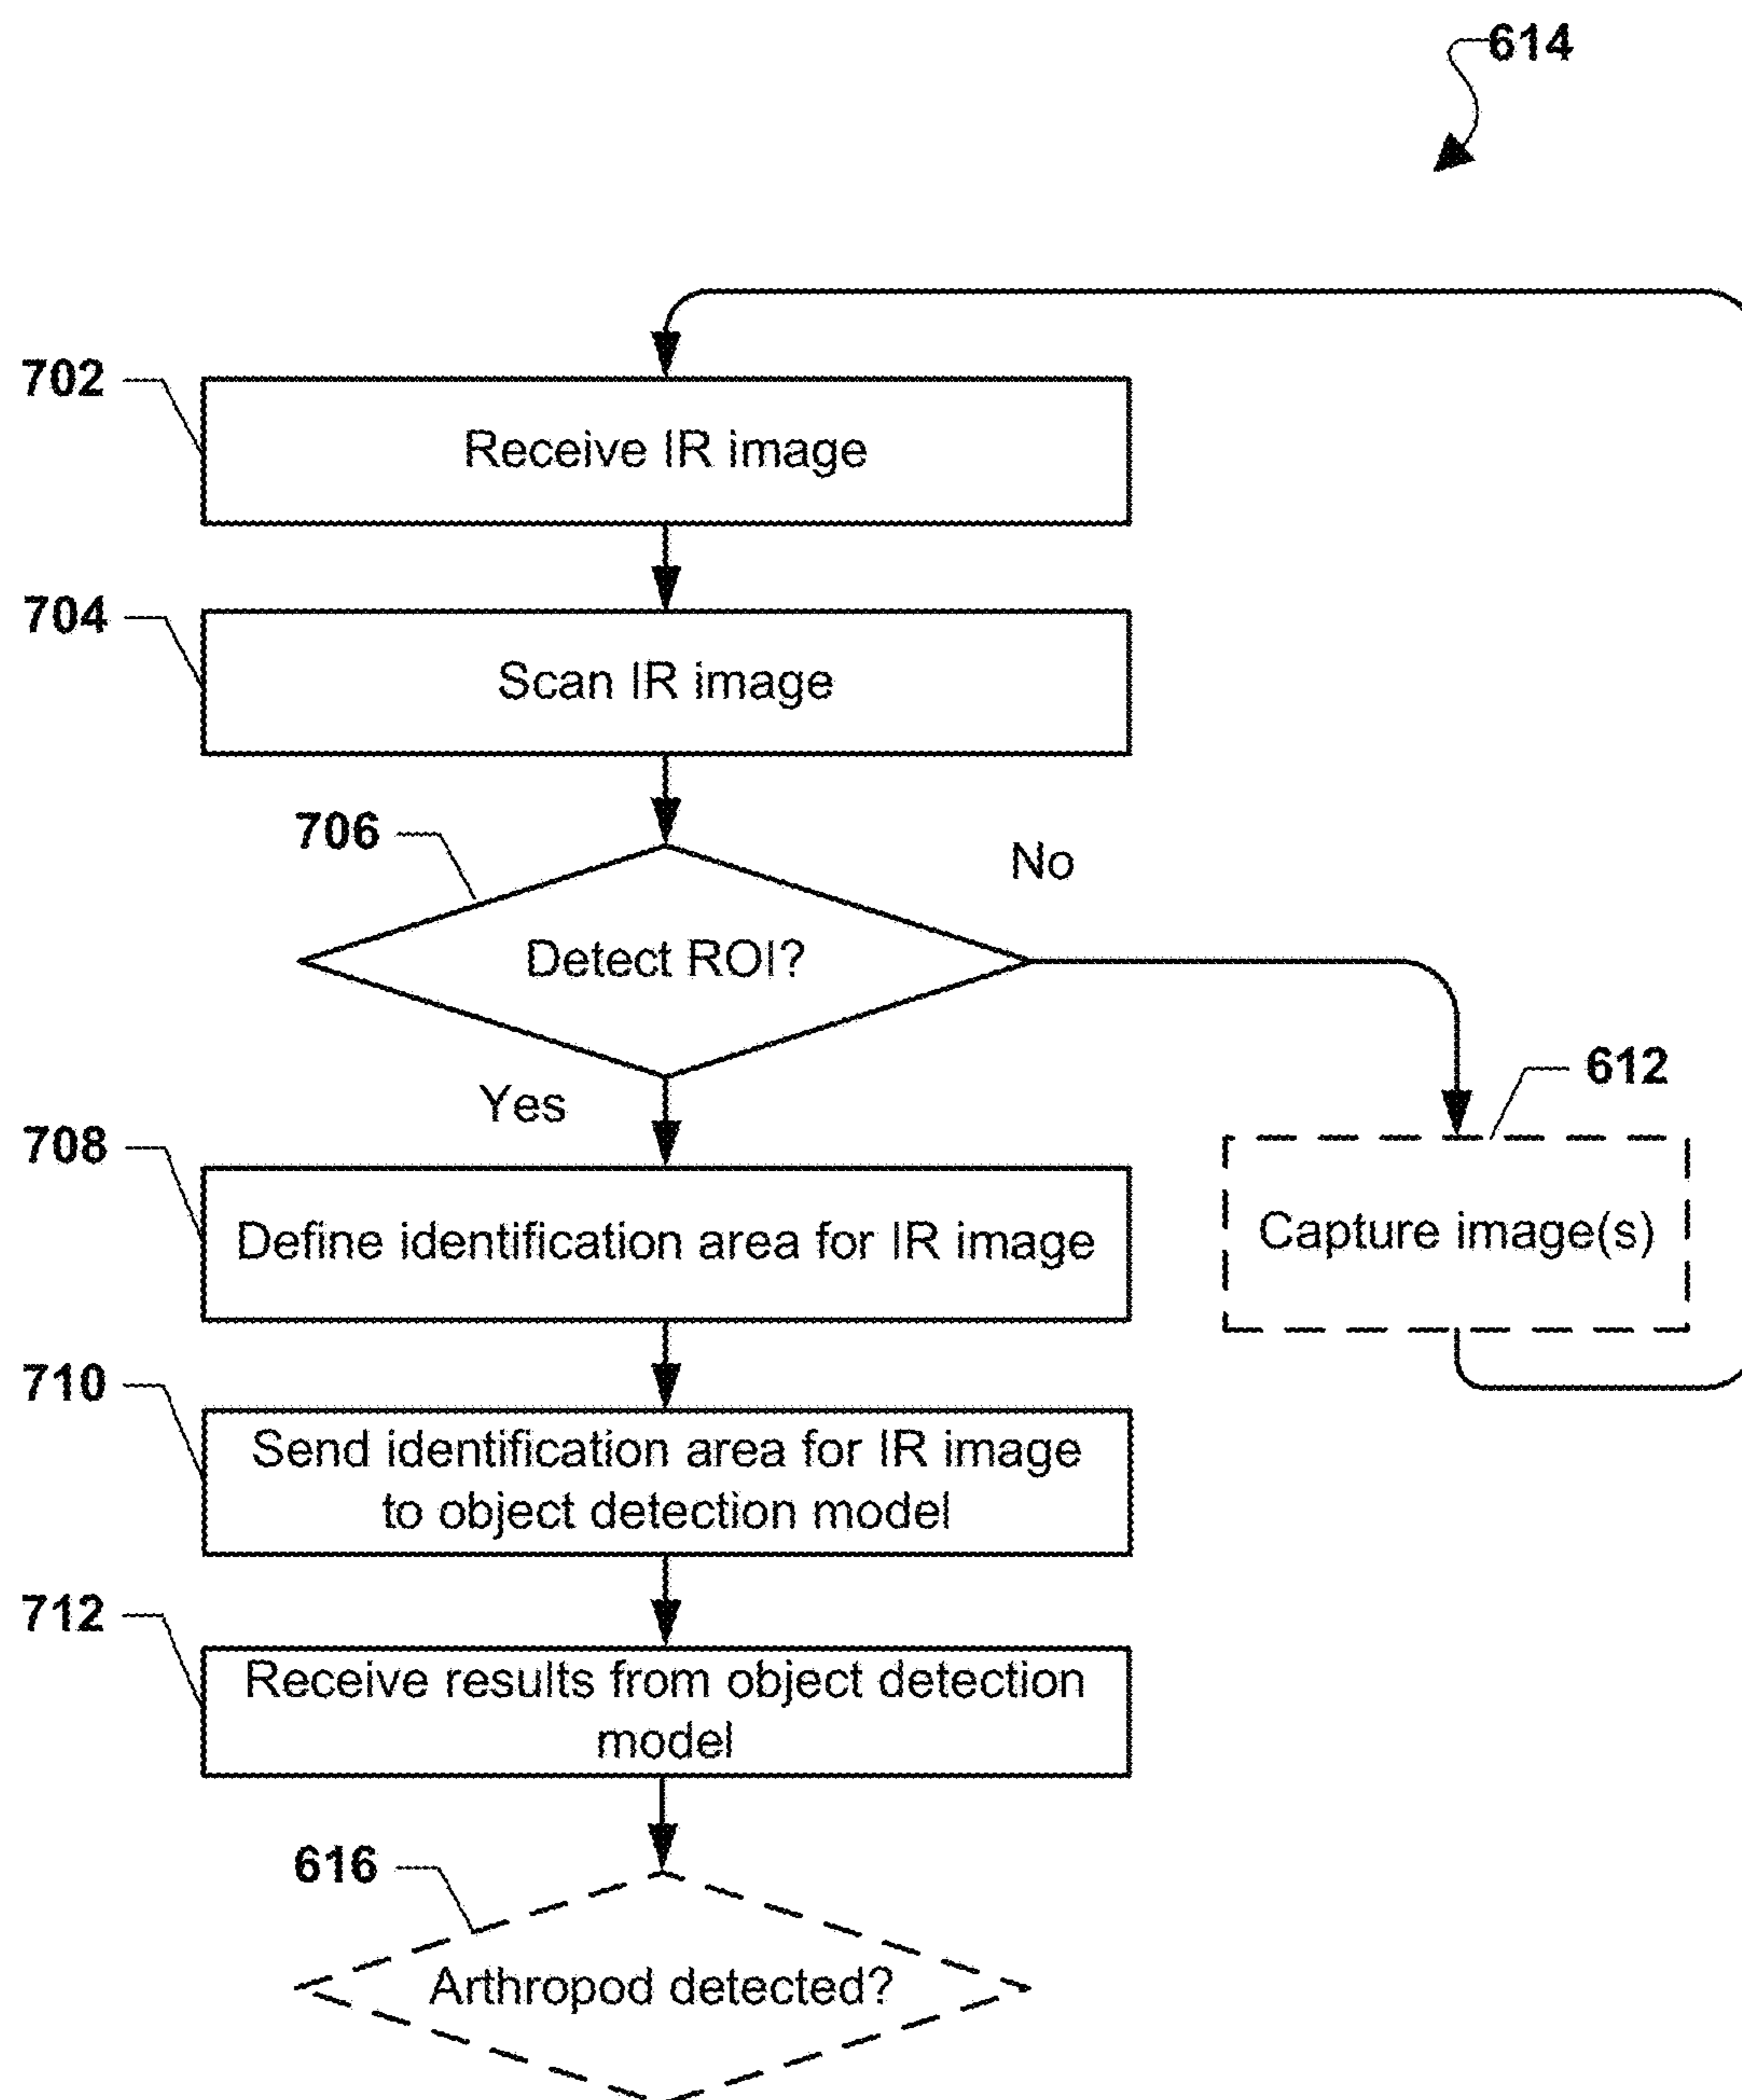 614
702
Receive IR image
704
Scan IR image
706
No
Detect ROI?
Yes
612
708
Capture image(s)
Define identification area for IR image
710
Send identification area for IR image
to object detection model
712
Receive results from object detection
model
616
Arthropod detected?